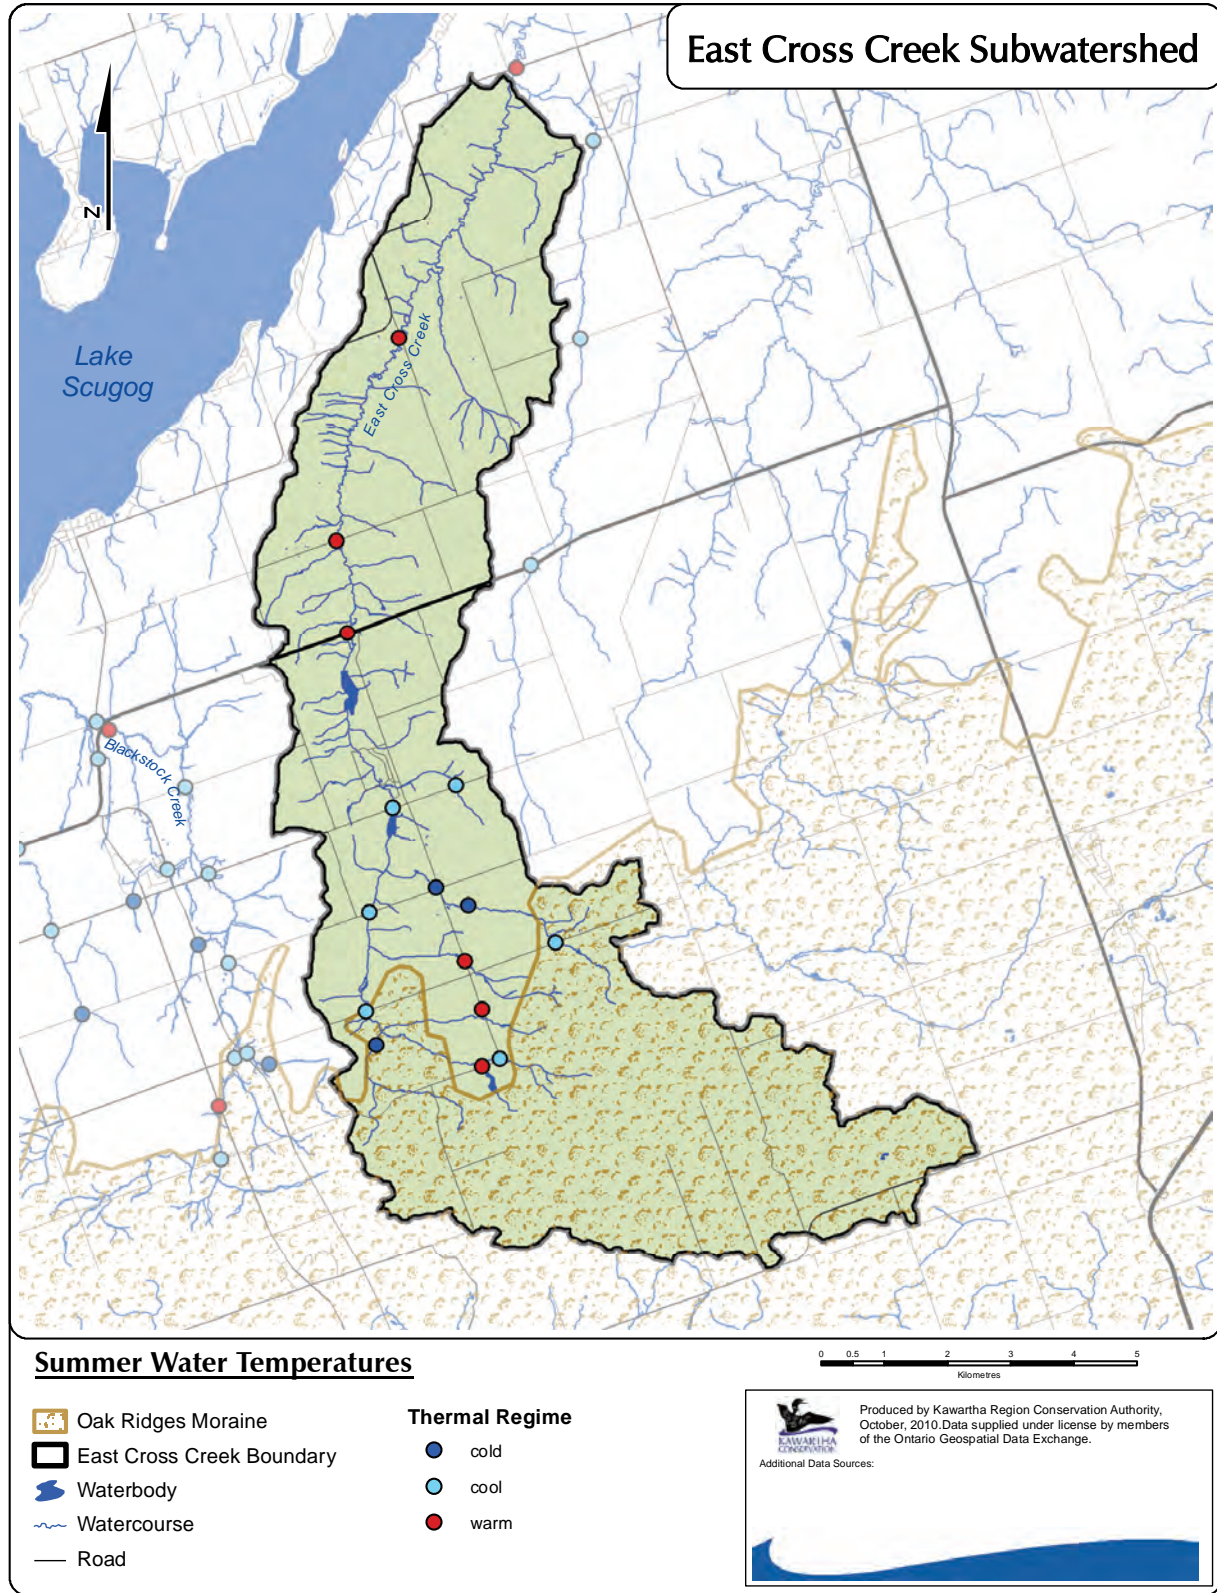 East Cross Creek Subwatershed
N
Lake
Scugog
East Cross Creek
Blackstock Creek
Summer Water Temperatures
Oak Ridges Moraine
East Cross Creek Boundary
Waterbody
Watercourse
Road
Thermal Regime
cold
cool
warm
0 0.5 1 2 3 4 5
Kilometres
KAWARTHA
CONSERVATION
Produced by Kawartha Region Conservation Authority,
October, 2010.Data supplied under license by members
of the Ontario Geospatial Data Exchange.
Additional Data Sources: